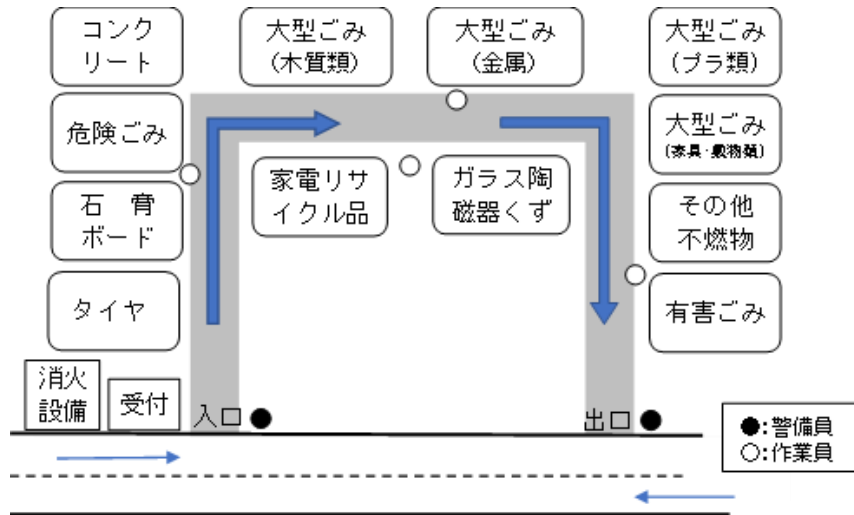 コンク
リート
大型ごみ
(木質類)
大型ごみ
(金属)
大型ごみ
(プラ類)
危険ごみ
大型ごみ
(家具・敷物類)
家電リサ
イクル品
ガラス陶
磁器くず
石　膏
ボード
その他
不燃物
タイヤ
有害ごみ
消火
設備
受付
入口
出口
●:警備員
○:作業員